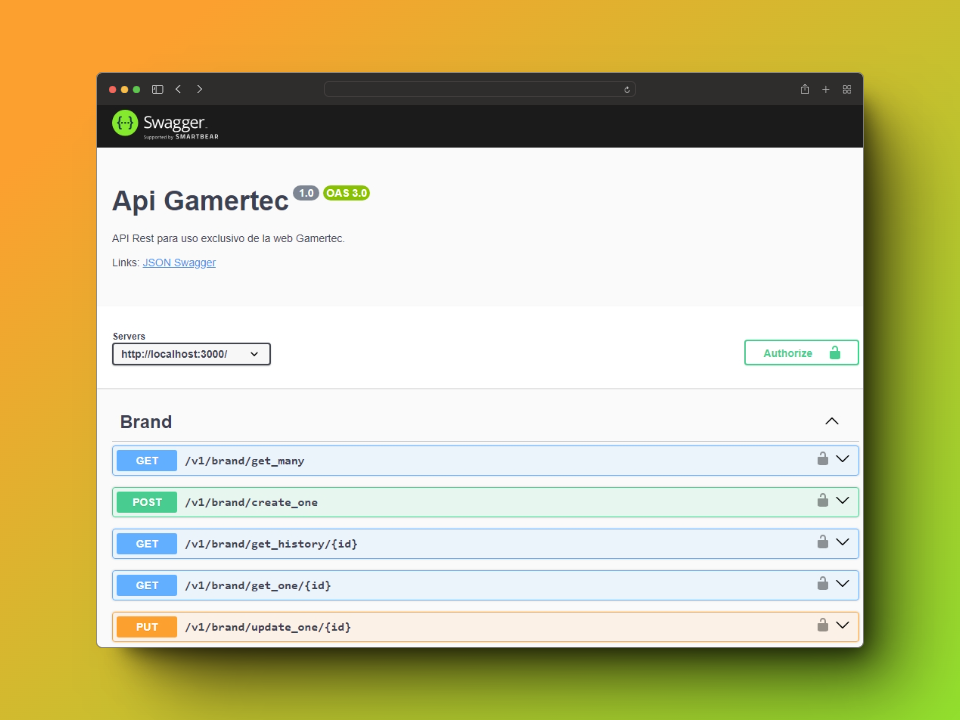 Swagger.
Supported by SMARTBEAR
Api Gamertec 1.0 OAS 3.0
API Rest para uso exclusivo de la web Gamertec.
Links: JSON Swagger
Servers
http://localhost:3000/
Authorize
Brand
GET /v1/brand/get_many
POST /v1/brand/create_one
GET /v1/brand/get_history/{id}
GET /v1/brand/get_one/{id}
PUT /v1/brand/update_one/{id}